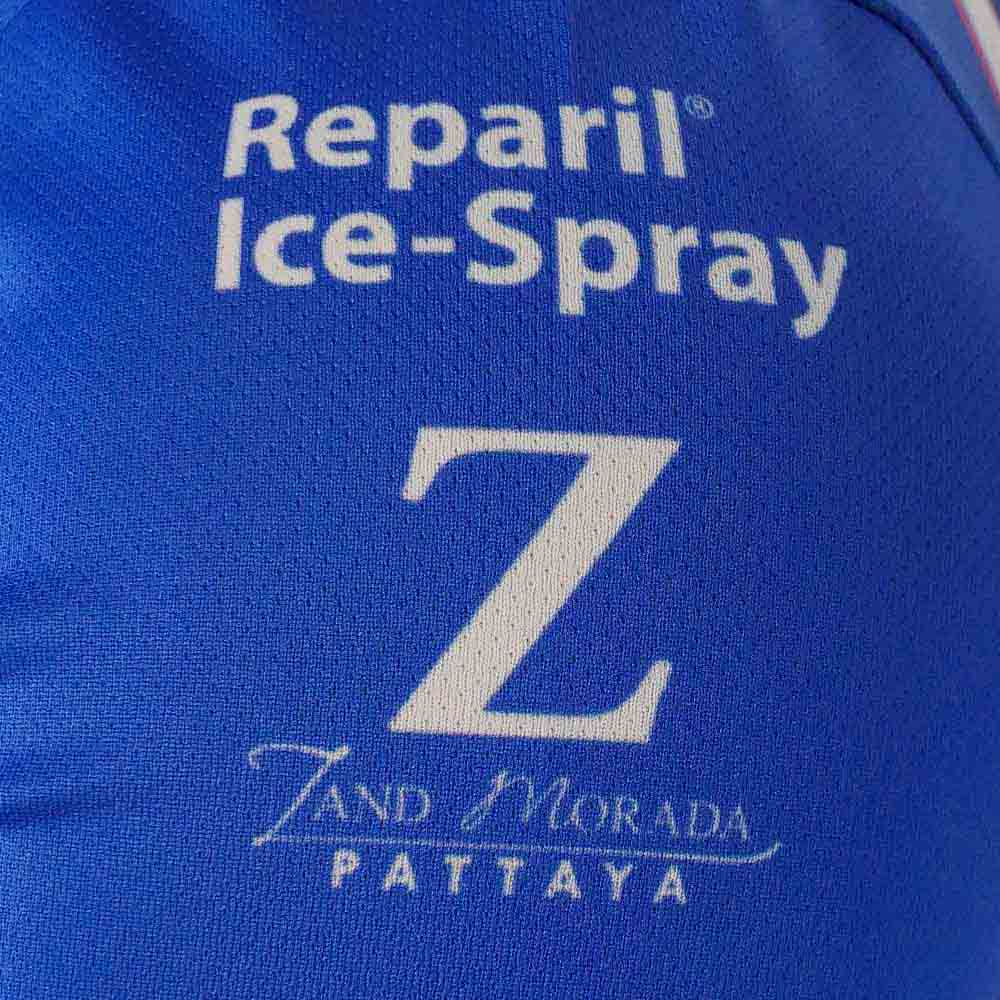 Reparil®
Ice-Spray
Z
ZAND MORADA
PATTAYA